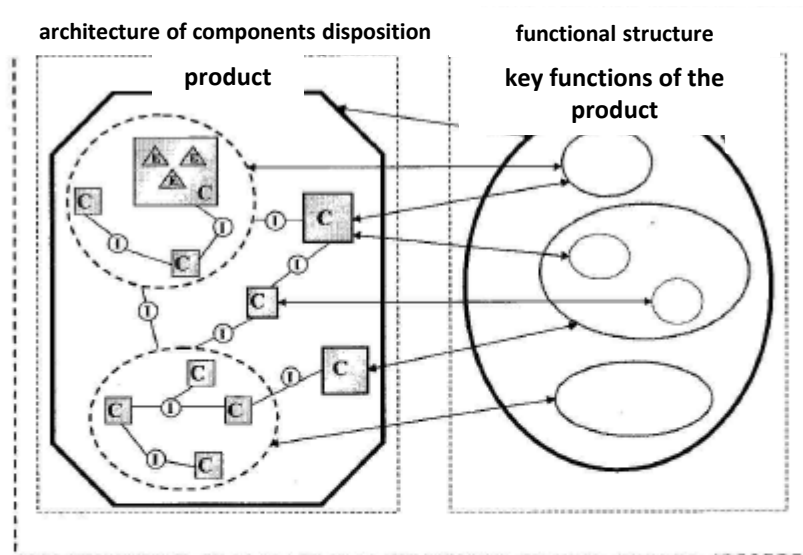 architecture of components disposition
functional structure
product
key functions of the
product
E E
E
C
C
C
I
I
I
C
I
C
I
I
C
C
I
C
I
C
I
C